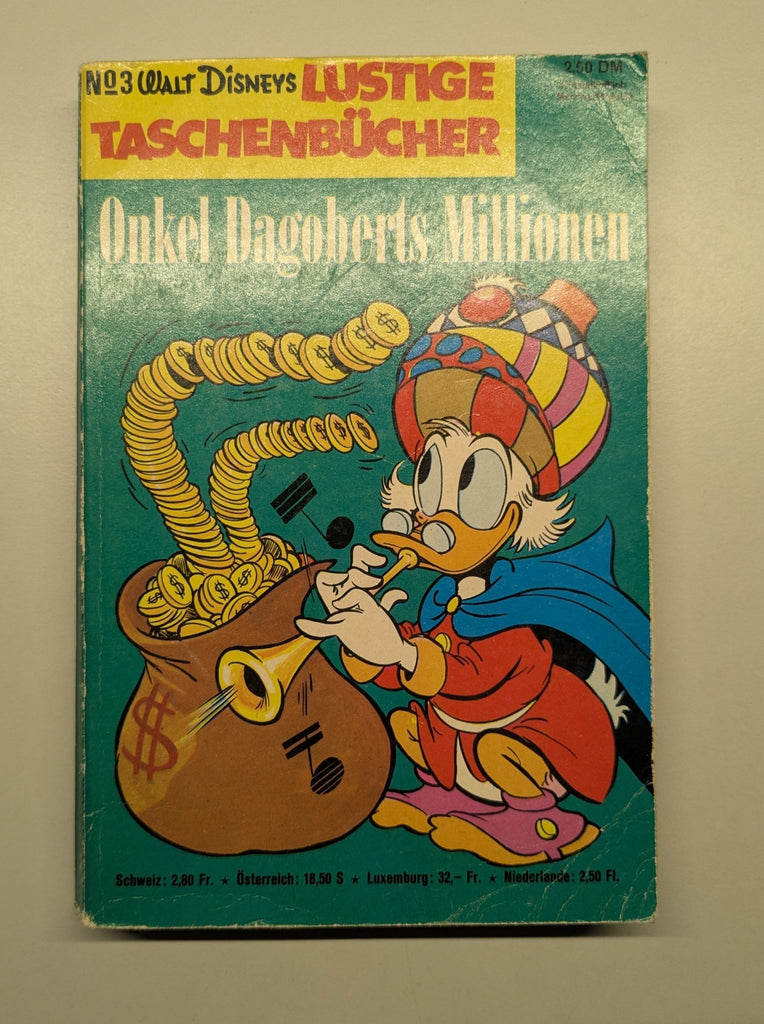 Nº 3 WALT DISNEYS LUSTIGE
TASCHENBÜCHER
2,50 DM
Onkel Dagoberts Millionen
$
Schweiz: 2,80 Fr. ★ Österreich: 18,50 S ★ Luxemburg: 32,– Fr. ★ Niederlande: 2,50 Fl.